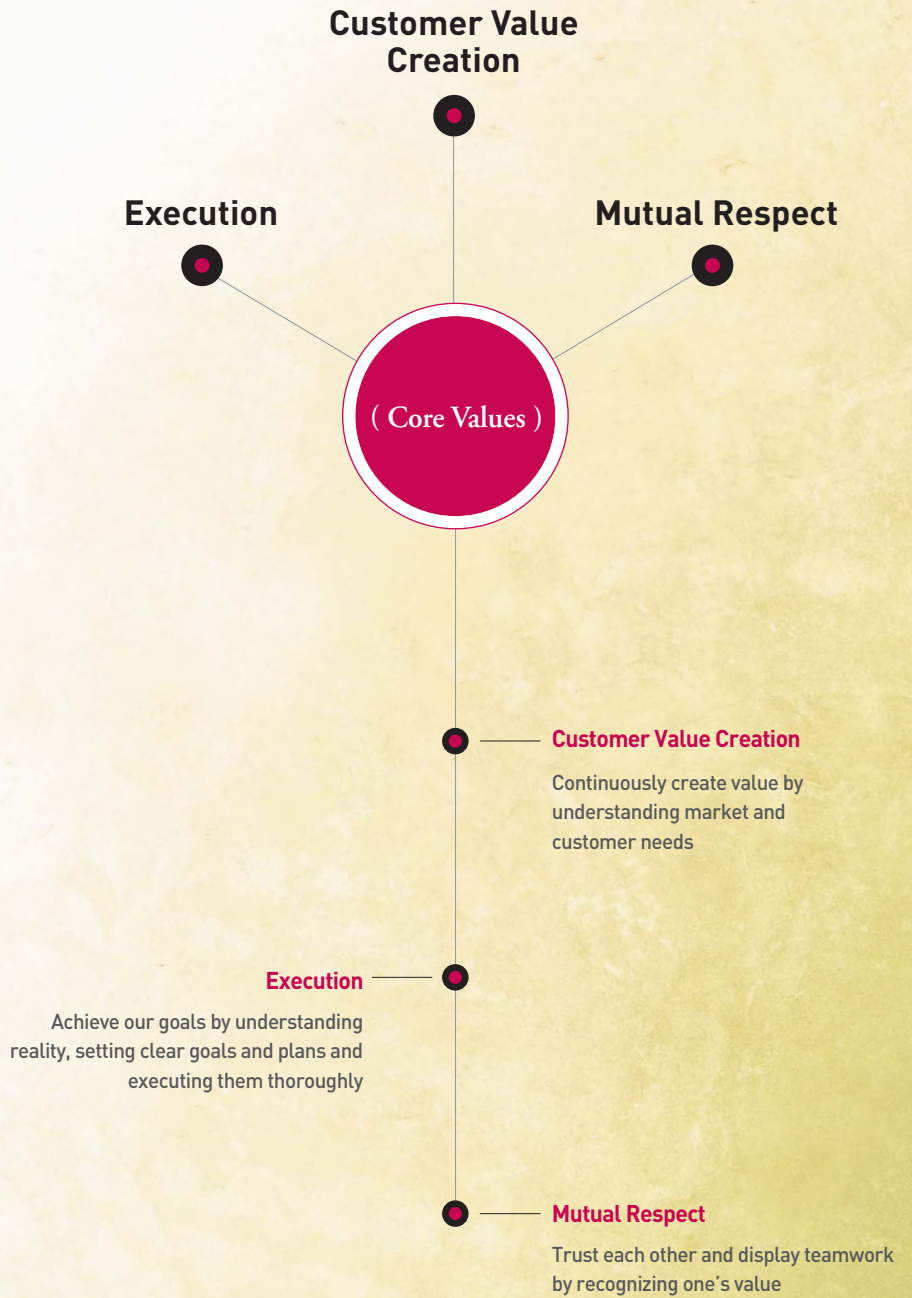 Customer Value
Creation
Execution
Mutual Respect
( Core Values )
Customer Value Creation
Continuously create value by
understanding market and
customer needs
Execution
Achieve our goals by understanding
reality, setting clear goals and plans and
executing them thoroughly
Mutual Respect
Trust each other and display teamwork
by recognizing one’s value